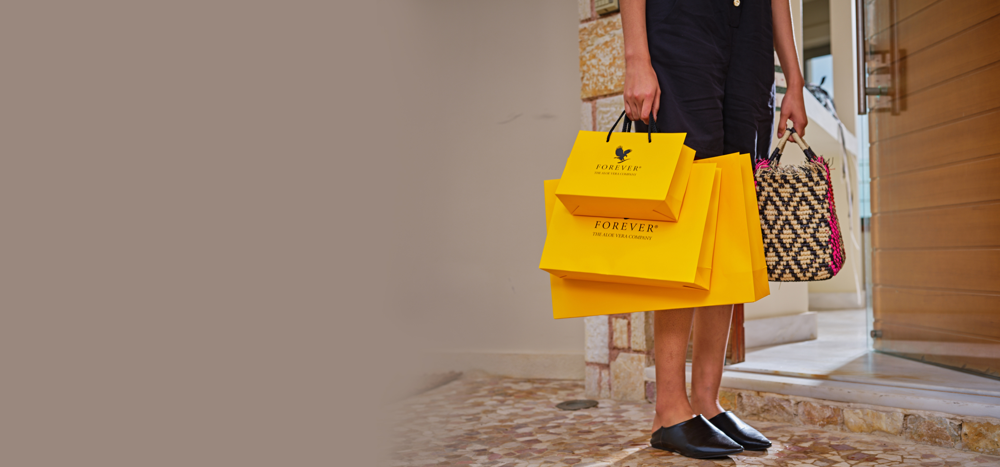 FOREVER®
THE ALOE VERA COMPANY
FOREVER®
THE ALOE VERA COMPANY